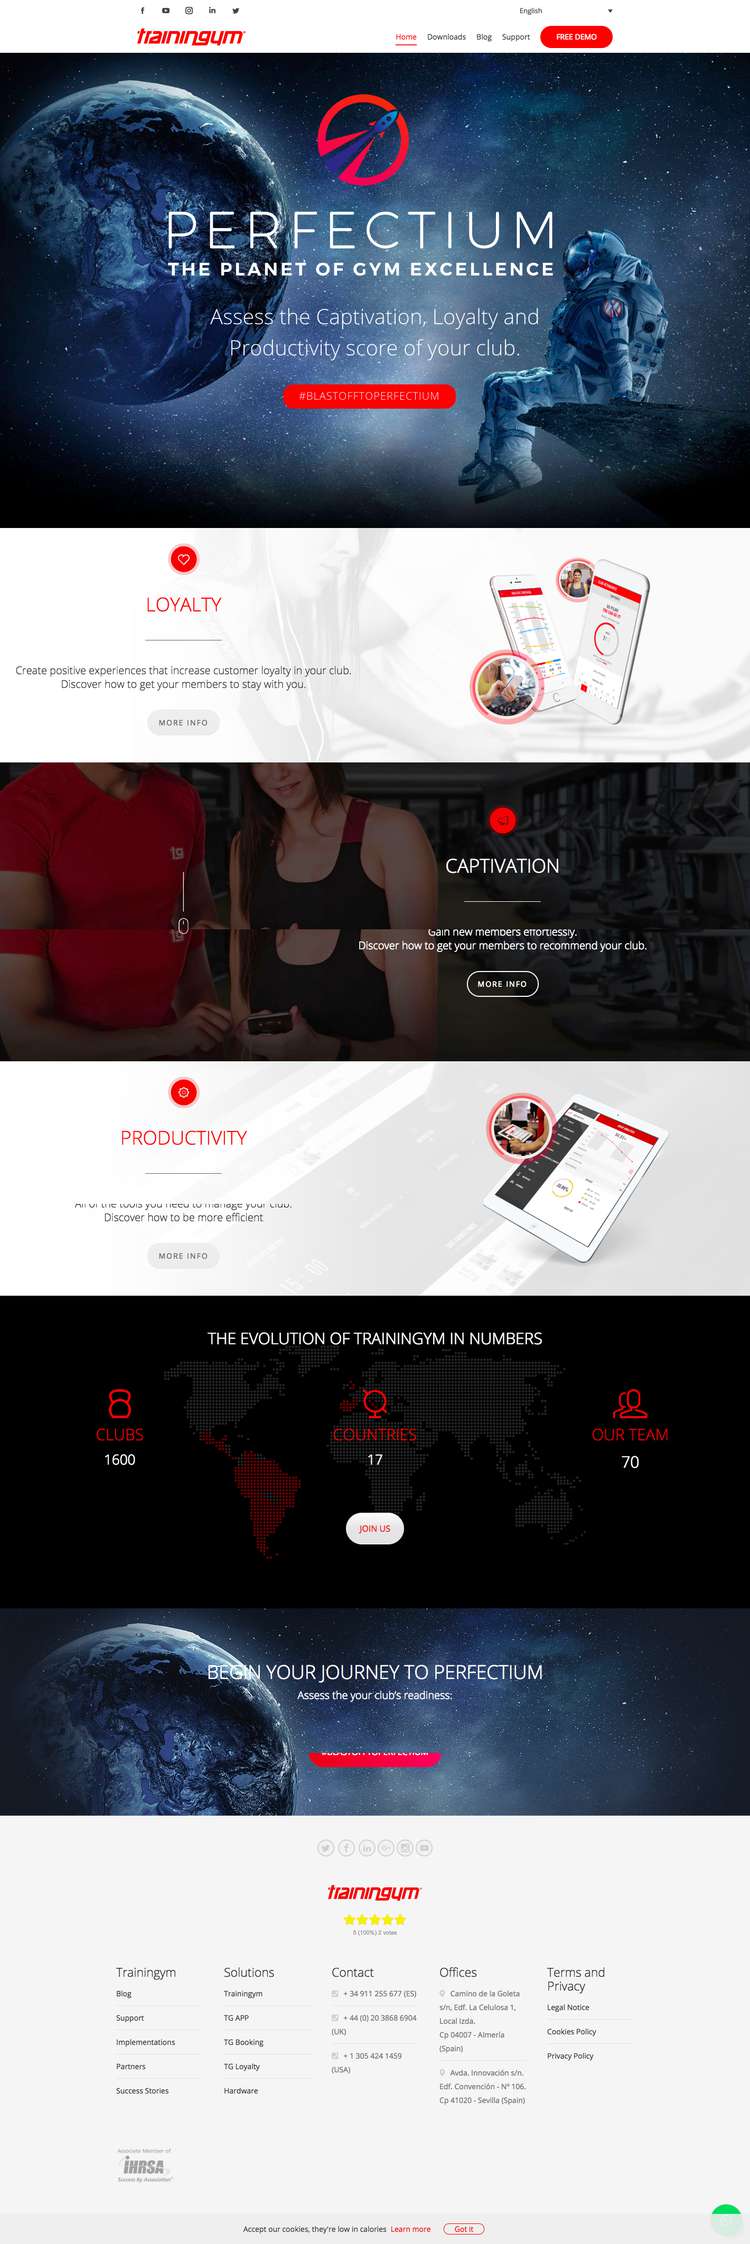 English
trainingym
Home Downloads Blog Support FREE DEMO
PERFECTIUM
THE PLANET OF GYM EXCELLENCE
Assess the Captivation, Loyalty and
Productivity score of your club.
#BLASTOFFTOPERFECTIUM
LOYALTY
Create positive experiences that increase customer loyalty in your club.
Discover how to get your members to stay with you.
MORE INFO
CAPTIVATION
Gain new members effortlessly.
Discover how to get your members to recommend your club.
MORE INFO
PRODUCTIVITY
All of the tools you need to manage your club.
Discover how to be more efficient
MORE INFO
THE EVOLUTION OF TRAININGYM IN NUMBERS
CLUBS
1600
COUNTRIES
17
OUR TEAM
70
JOIN US
BEGIN YOUR JOURNEY TO PERFECTIUM
Assess the your club's readiness:
#BLASTOFFTOPERFECTIUM
trainingym
5 (100%) 2 votes
Trainingym
Blog
Support
Implementations
Partners
Success Stories
Solutions
Trainingym
TG APP
TG Booking
TG Loyalty
Hardware
Contact
+ 34 911 255 677 (ES)
+ 44 (0) 20 3868 6904
(UK)
+ 1 305 424 1459
(USA)
Offices
Camino de la Goleta
s/n, Edf. La Celulosa 1,
Local Izda.
Cp 04007 - Almería
(Spain)
Avda. Innovación s/n.
Edf. Convención - Nº 106.
Cp 41020 - Sevilla (Spain)
Terms and
Privacy
Legal Notice
Cookies Policy
Privacy Policy
Associate Member of
IHRSA
Success By Association
Accept our cookies, they're low in calories Learn more Got it